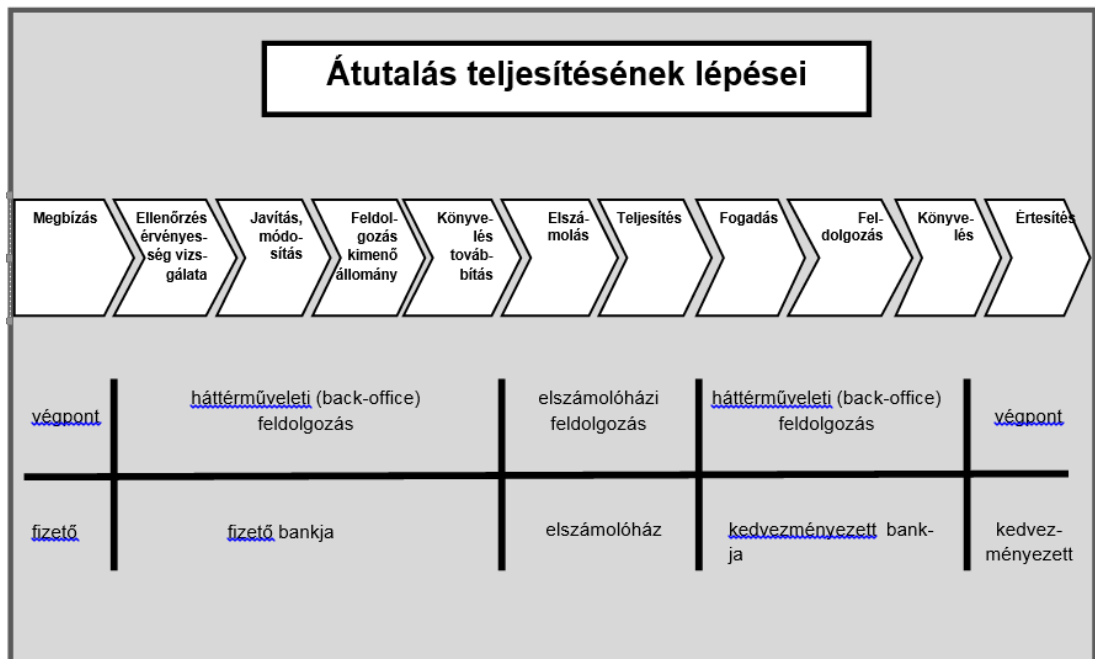 Átutalás teljesítésének lépései
Megbízás
Ellenőrzés
érvényes-
ség vizs-
gálata
Javítás,
módo-
sítás
Feldol-
gozás
kimenő
állomány
Könyve-
lés
továb-
bítás
Elszá-
molás
Teljesítés
Fogadás
Fel-
dolgozás
Könyve-
lés
Értesítés
végpont
háttérműveleti (back-office)
feldolgozás
elszámolóházi
feldolgozás
háttérműveleti (back-office)
feldolgozás
végpont
fizető
fizető bankja
elszámolóház
kedvezményezett bank-
ja
kedvez-
ményezett